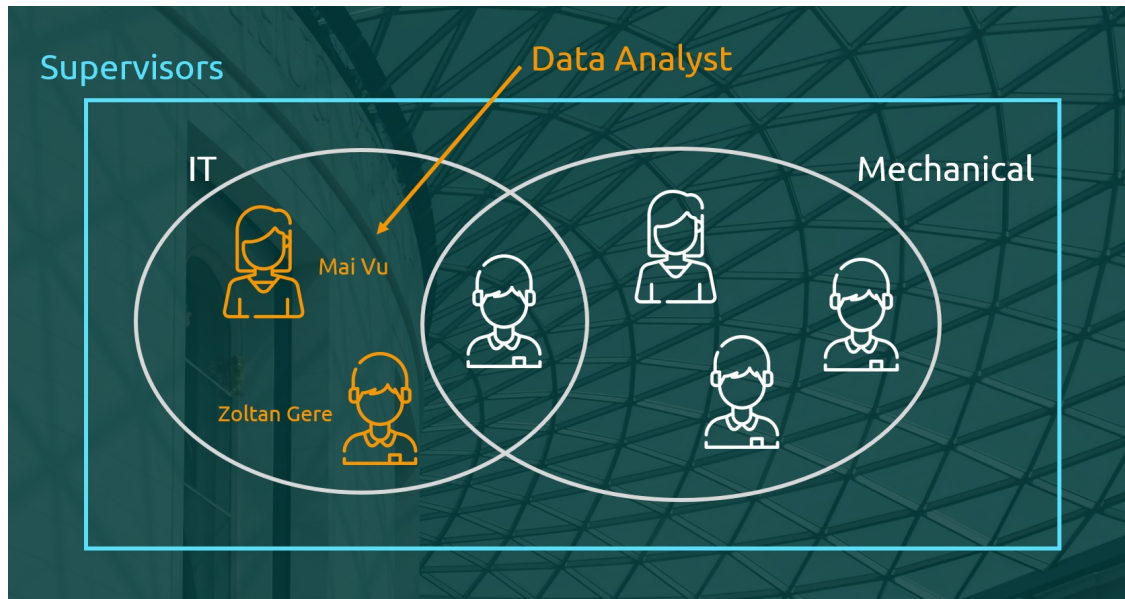 Supervisors
Data Analyst
IT
Mechanical
Mai Vu
Zoltan Gere